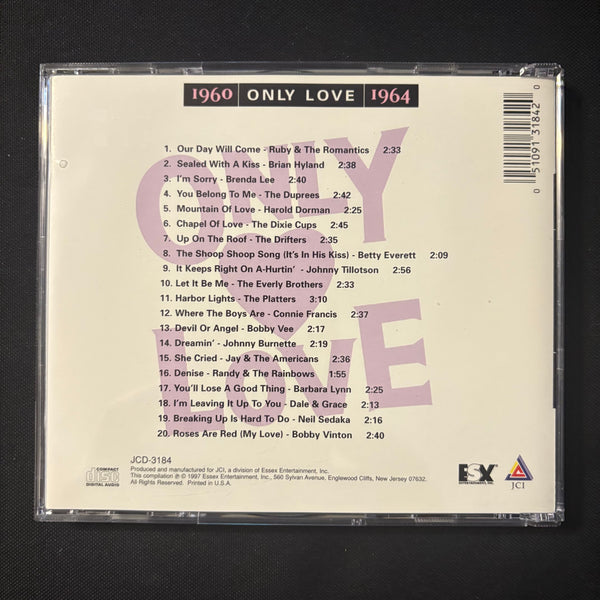 1960 | ONLY LOVE | 1964
ONLY
LOVE
1. Our Day Will Come - Ruby & The Romantics 2:33
2. Sealed With A Kiss - Brian Hyland 2:38
3. I'm Sorry - Brenda Lee 2:40
4. You Belong To Me - The Duprees 2:42
5. Mountain Of Love - Harold Dorman 2:25
6. Chapel Of Love - The Dixie Cups 2:45
7. Up On The Roof - The Drifters 2:35
8. The Shoop Shoop Song (It's In His Kiss) - Betty Everett 2:09
9. It Keeps Right On A-Hurtin' - Johnny Tillotson 2:56
10. Let It Be Me - The Everly Brothers 2:33
11. Harbor Lights - The Platters 3:10
12. Where The Boys Are - Connie Francis 2:37
13. Devil Or Angel - Bobby Vee 2:17
14. Dreamin' - Johnny Burnette 2:19
15. She Cried - Jay & The Americans 2:36
16. Denise - Randy & The Rainbows 1:55
17. You'll Lose A Good Thing - Barbara Lynn 2:25
18. I'm Leaving It Up To You - Dale & Grace 2:13
19. Breaking Up Is Hard To Do - Neil Sedaka 2:16
20. Roses Are Red (My Love) - Bobby Vinton 2:40
0 51091 31842 0
JCD-3184
Produced and manufactured for JCI, a division of Essex Entertainment, Inc.
This compilation ℗ © 1997 Essex Entertainment, Inc., 560 Sylvan Avenue, Englewood Cliffs, New Jersey 07632.
All Rights Reserved. Printed in U.S.A.
COMPACT
disc
DIGITAL AUDIO
ESX
ENTERTAINMENT, INC.
JCI